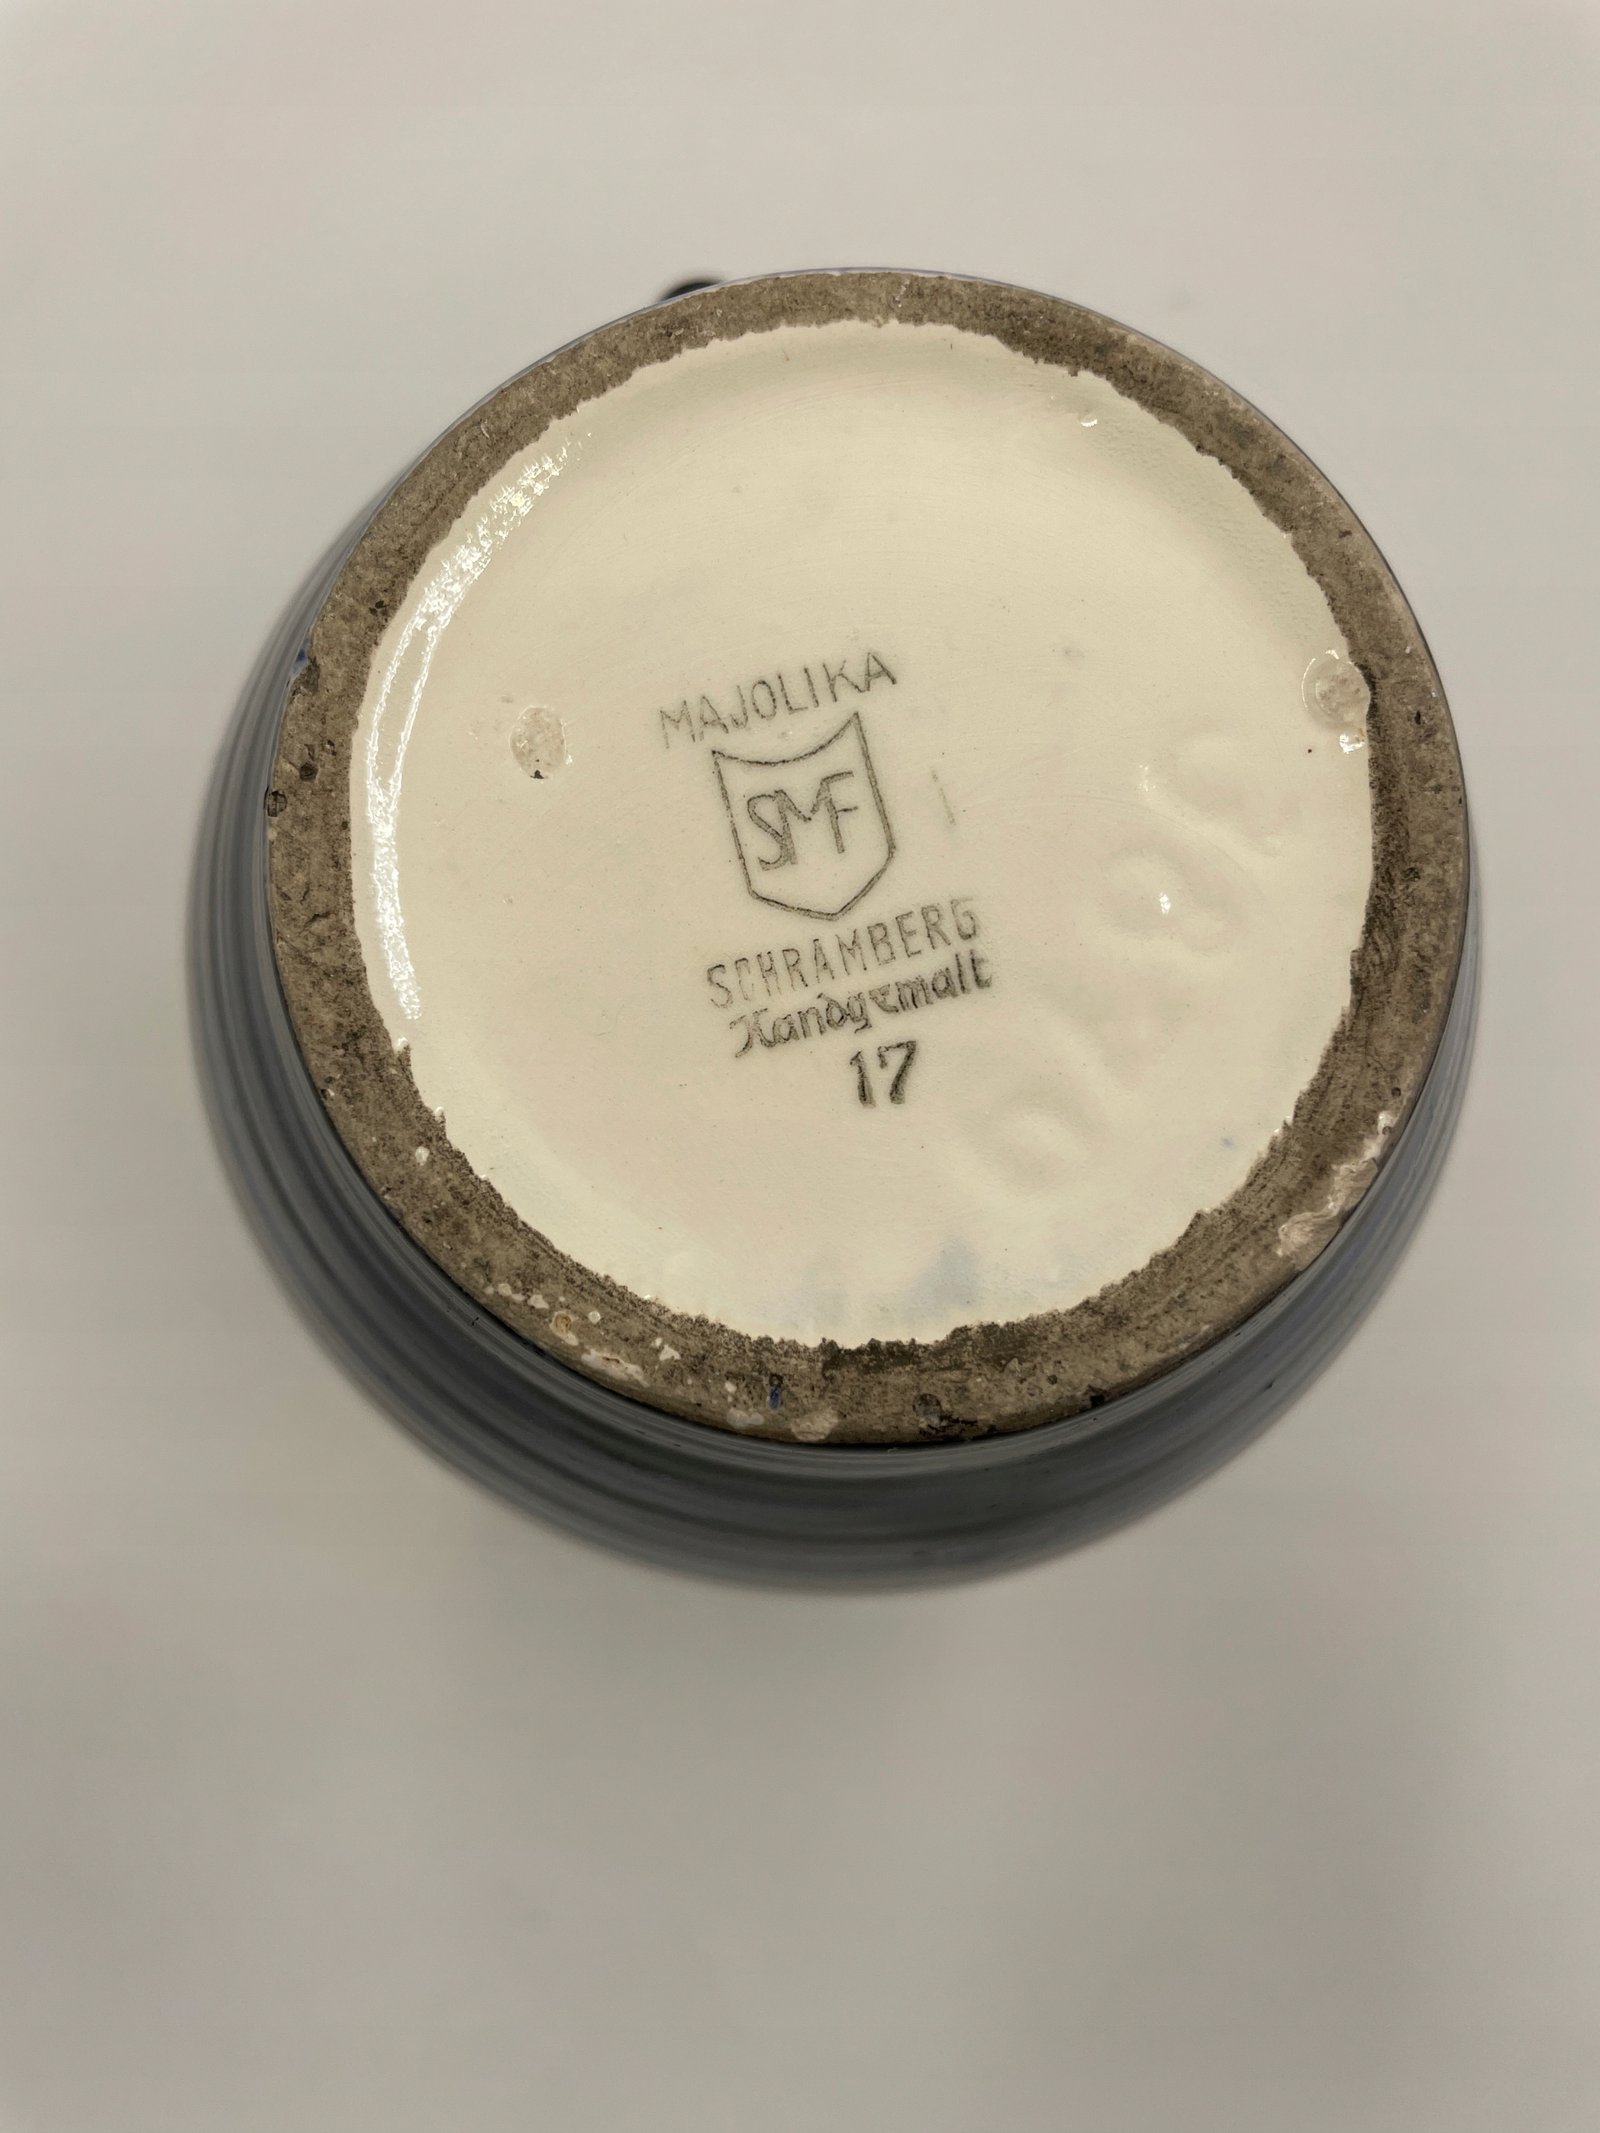 MAJOLIKA
SMF
SCHRAMBERG
Handgemalt
17